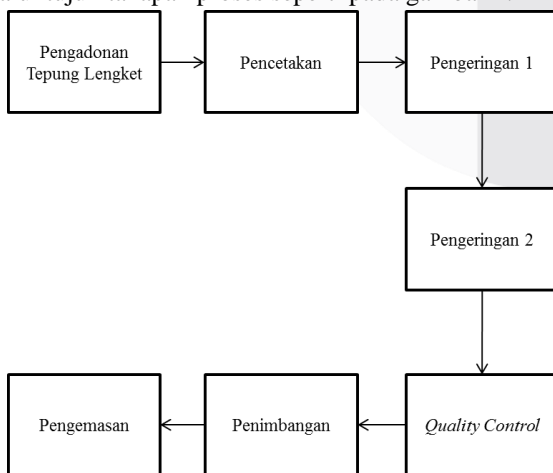 Pengadonan
Tepung Lengket
Pencetakan
Pengeringan 1
Pengeringan 2
Quality Control
Penimbangan
Pengemasan